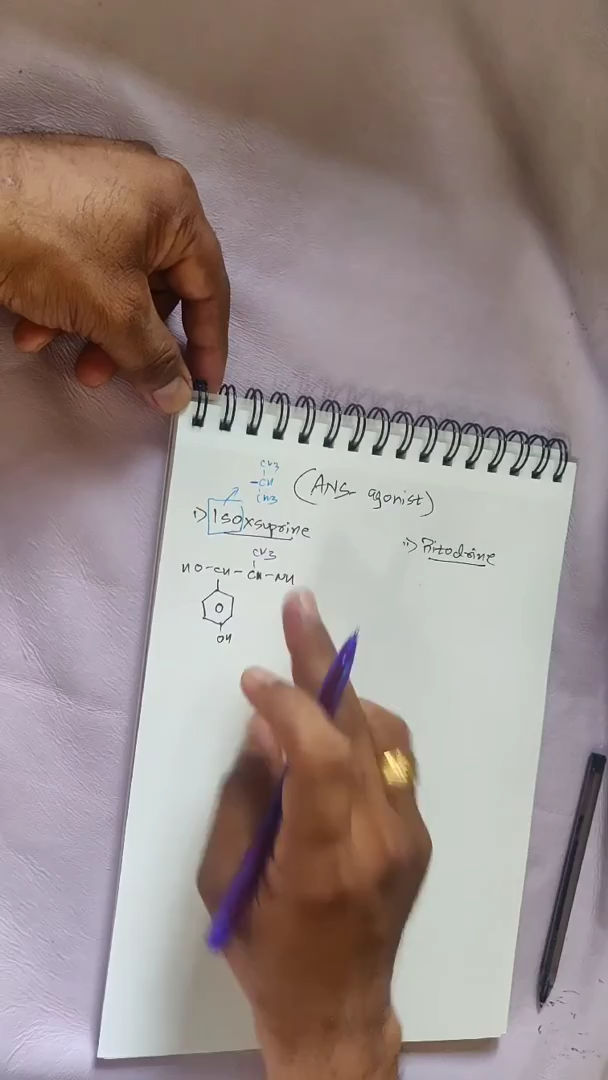 CH3
-CH
CH3
(ANS agonist)
i) Isoxsuprine
ii) Ritodrine
CH3
HO-CH-CH-NH
OH